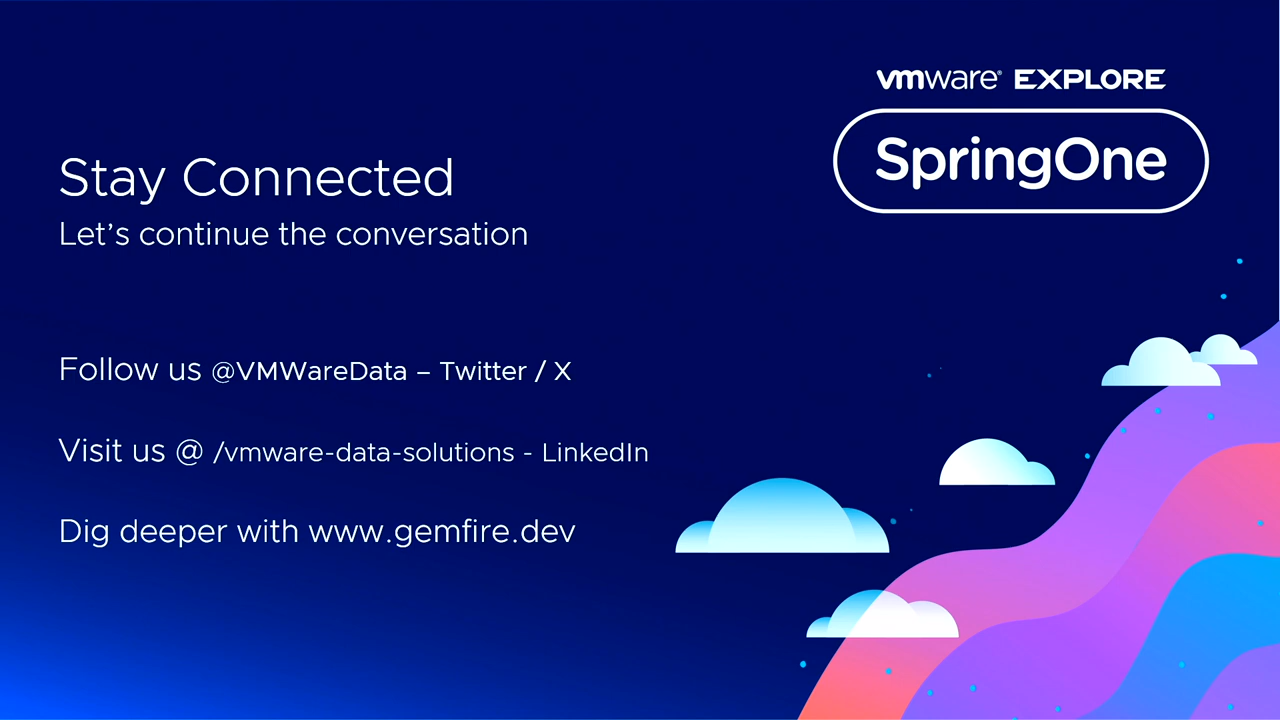 vmware® EXPLORE
SpringOne
Stay Connected
Let's continue the conversation
Follow us @VMWareData – Twitter / X
Visit us @ /vmware-data-solutions - LinkedIn
Dig deeper with www.gemfire.dev